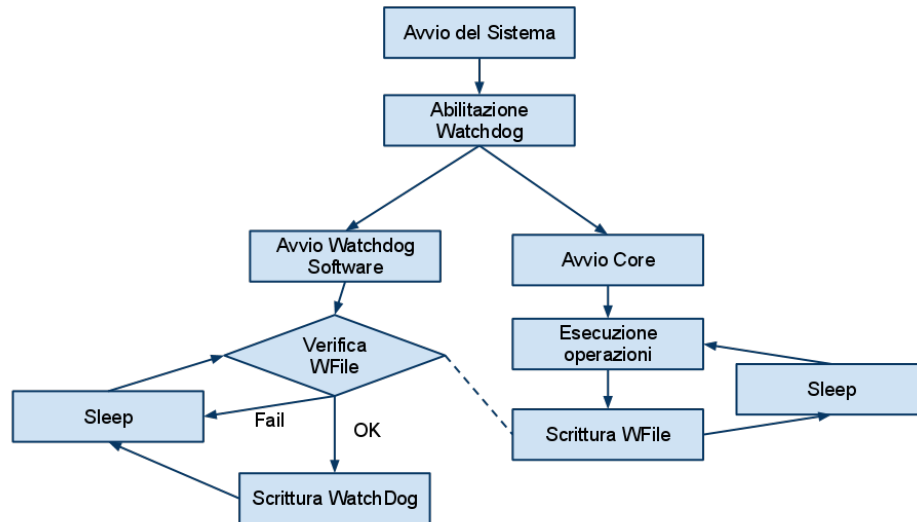 Avvio del Sistema
Abilitazione
Watchdog
Avvio Watchdog
Software
Avvio Core
Verifica
WFile
Esecuzione
operazioni
Sleep
Fail
OK
Sleep
Scrittura WFile
Scrittura WatchDog